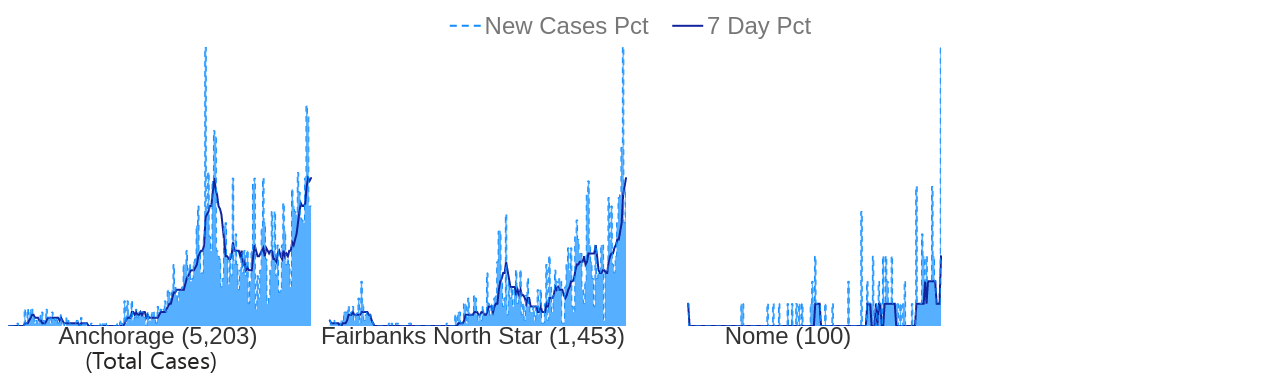 New Cases Pct 7 Day Pct
Anchorage (5,203) Fairbanks North Star (1,453) Nome (100)
(Total Cases)